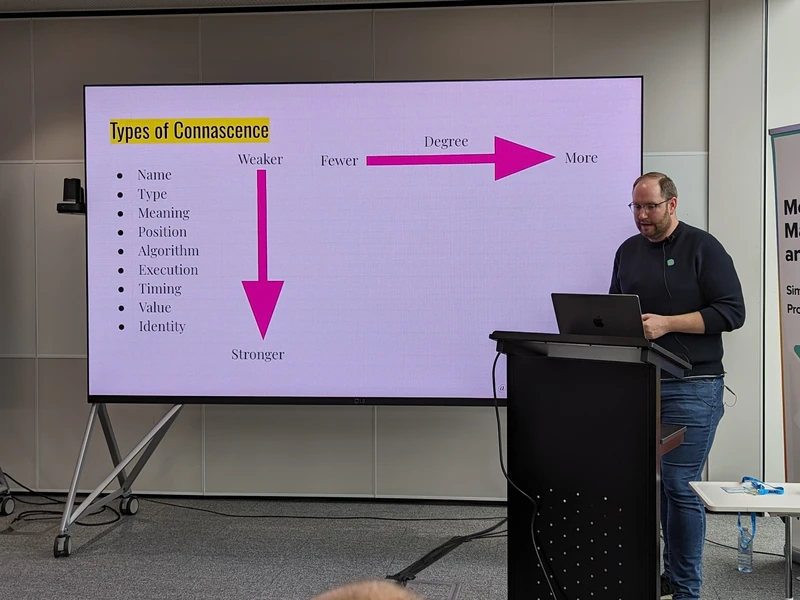 Types of Connascence
Weaker
Fewer
Degree
More
Name
Type
Meaning
Position
Algorithm
Execution
Timing
Value
Identity
Stronger
Mo
Ma
an
Sim
Pro